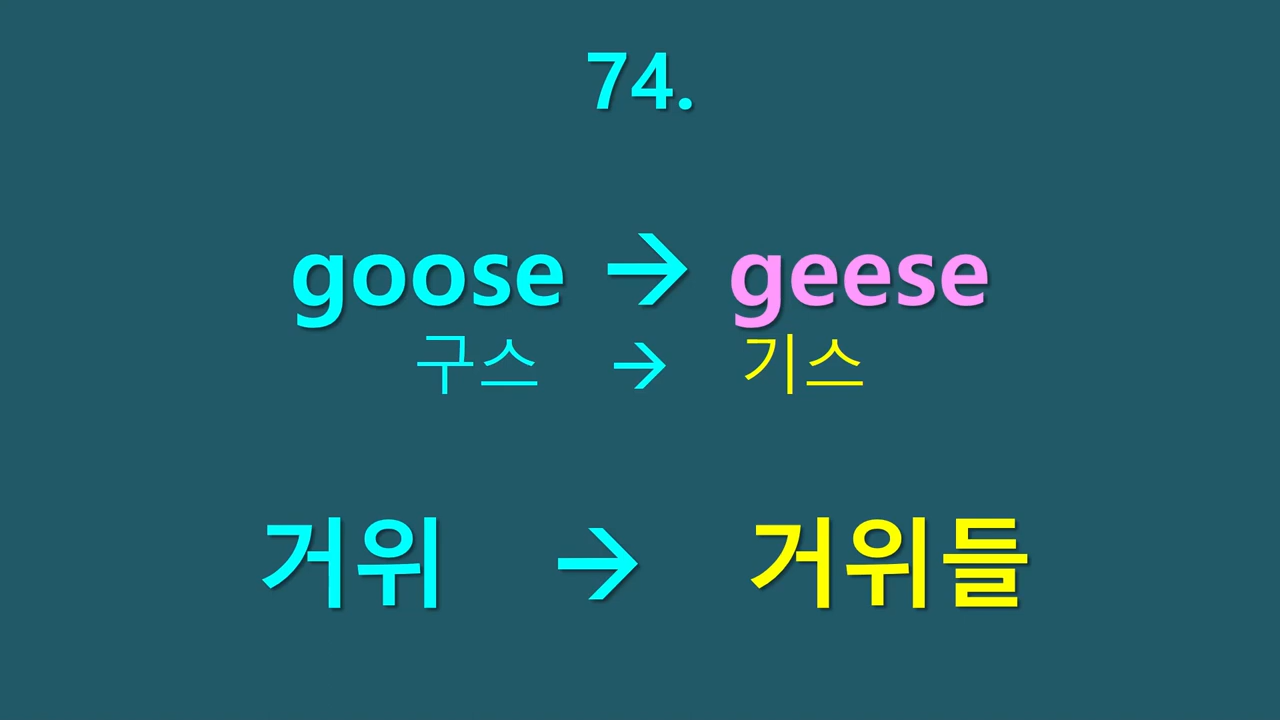 74.
goose → geese
구스 → 기스
거위 → 거위들